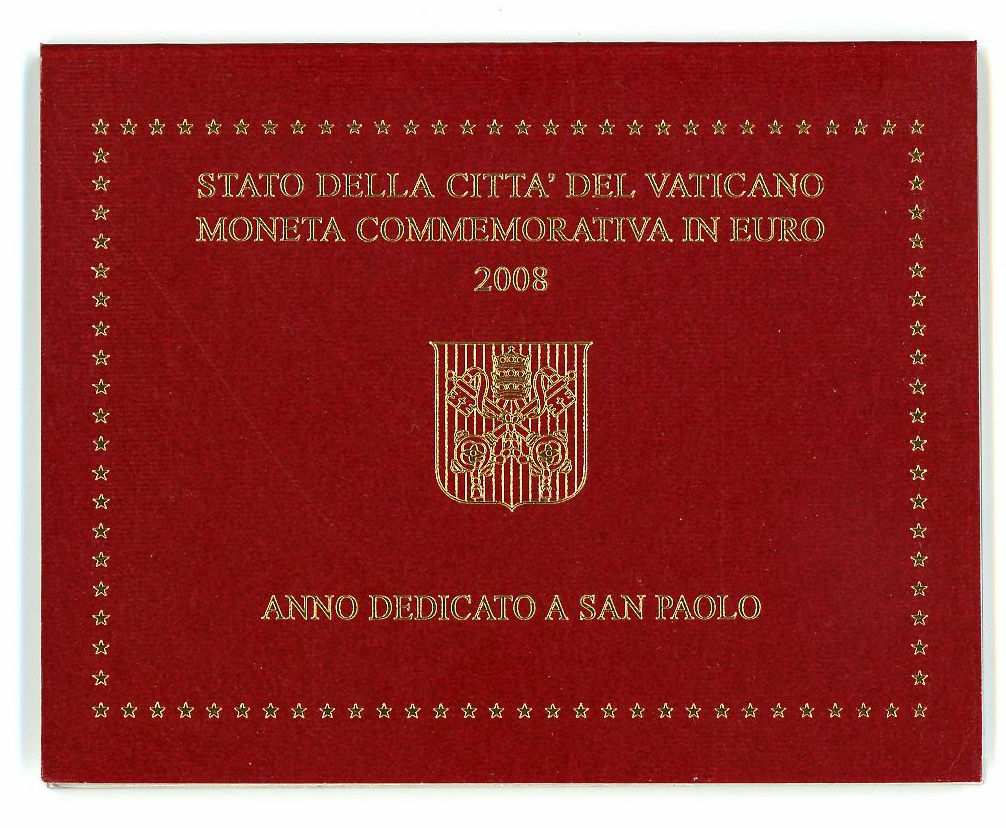 STATO DELLA CITTA' DEL VATICANO
MONETA COMMEMORATIVA IN EURO
2008
ANNO DEDICATO A SAN PAOLO